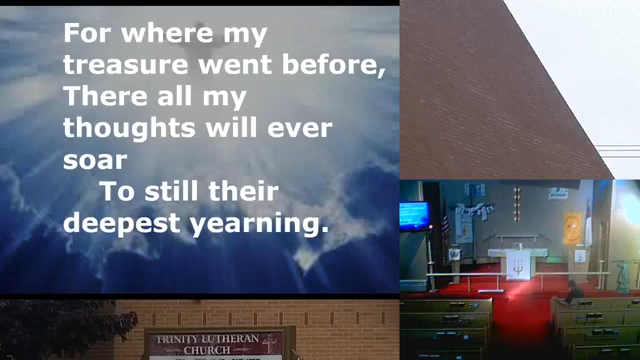 For where my
treasure went before,
There all my
thoughts will ever
soar
To still their
deepest yearning.
TRINITY LUTHERAN
CHURCH